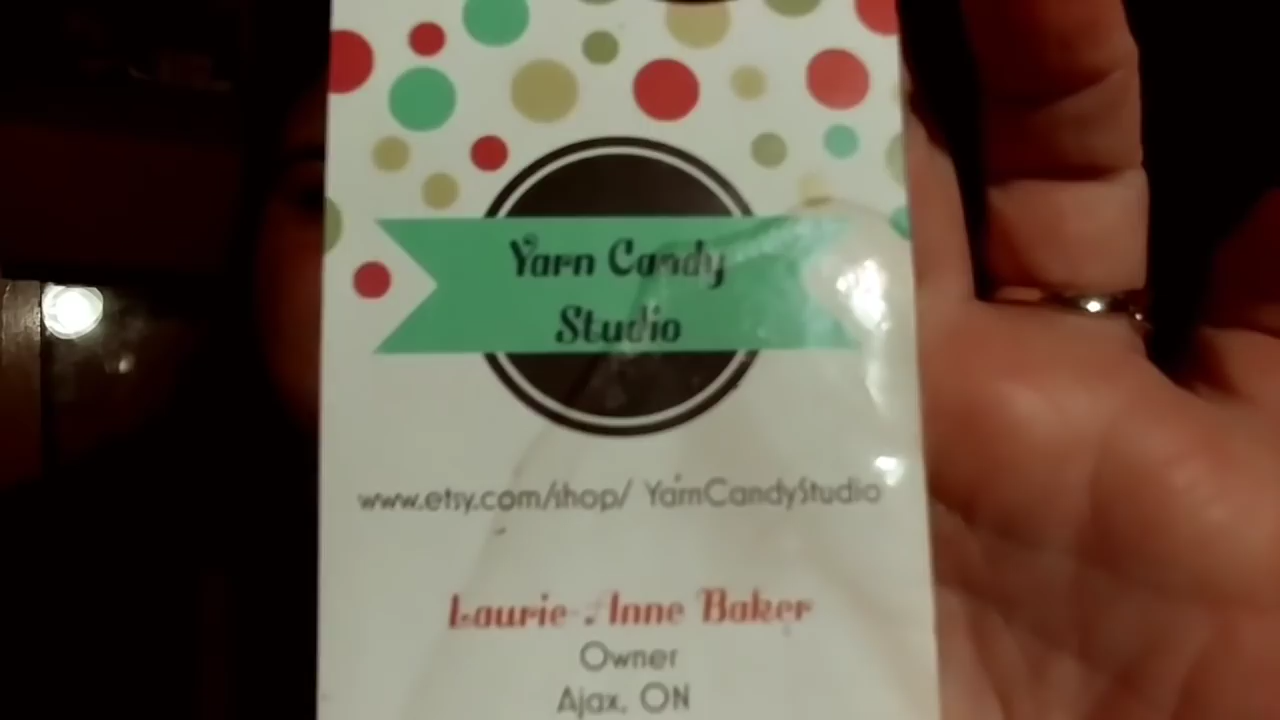 Yarn Candy
Studio
www.etsy.com/shop/ YarnCandyStudio
Laurie-Anne Baker
Owner
Ajax, ON